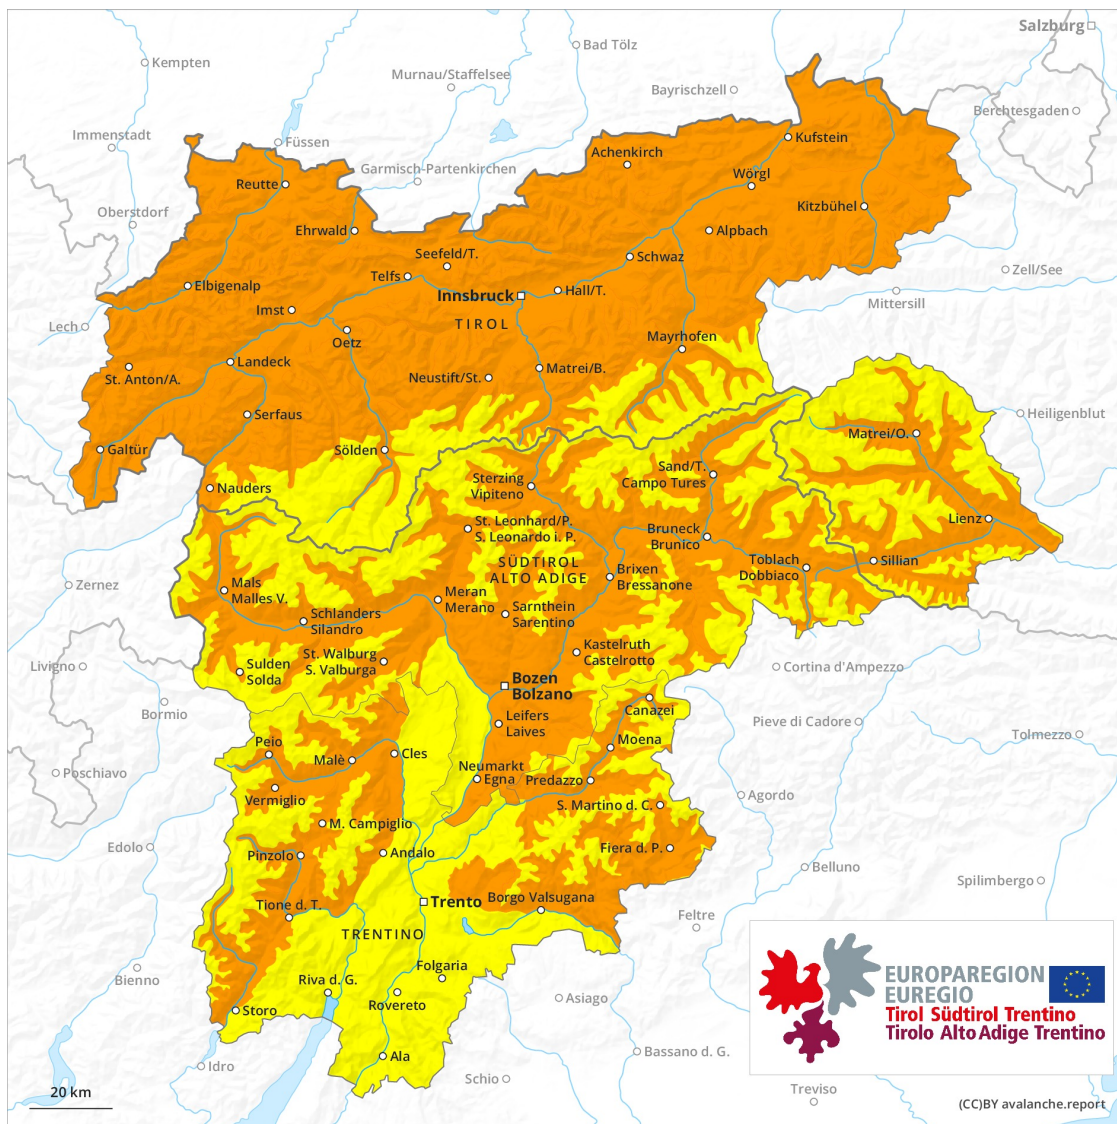 Salzburg
Bad Tölz
Kempten
Murnau/Staffelsee
Bayrischzell
Berchtesgaden
Immenstadt
Füssen
Kufstein
Achenkirch
Garmisch-Partenkirchen
Wörgl
Reutte
Oberstdorf
Kitzbühel
Ehrwald
Alpbach
Seefeld/T.
Schwaz
Zell/See
Telfs
Elbigenalp
Hall/T.
Innsbruck
Mittersill
Imst
TIROL
Lech
Oetz
Mayrhofen
Landeck
Matrei/B.
St. Anton/A.
Neustift/St.
Serfaus
Heiligenblut
Matrei/O.
Galtür
Sölden
Sand/T.
Campo Tures
Sterzing
Vipiteno
Nauders
Lienz
St. Leonhard/P.
S. Leonardo i. P.
Bruneck
Brunico
SÜDTIROL
ALTO ADIGE
Toblach
Dobbiaco
Sillian
Brixen
Bressanone
Zernez
Mals
Malles V.
Meran
Merano
Schlanders
Silandro
Sarnthein
Sarentino
Kastelruth
Castelrotto
St. Walburg
S. Valburga
Livigno
Sulden
Solda
Cortina d'Ampezzo
Bozen
Bolzano
Canazei
Bormio
Leifers
Laives
Pieve di Cadore
Tolmezzo
Moena
Peio
Cles
Malè
Poschiavo
Neumarkt
Egna
Predazzo
Vermiglio
Agordo
S. Martino d. C.
M. Campiglio
Edolo
Pinzolo
Andalo
Fiera d. P.
Belluno
Spilimbergo
Borgo Valsugana
Tione d. T.
Trento
Feltre
TRENTINO
Folgaria
Bienno
Riva d. G.
Rovereto
Asiago
Storo
EUROPAREGION
EUREGIO
Tirol Südtirol Trentino
Tirolo Alto Adige Trentino
Ala
Bassano d. G.
Idro
Schio
Treviso
20 km
(CC)BY avalanche.report